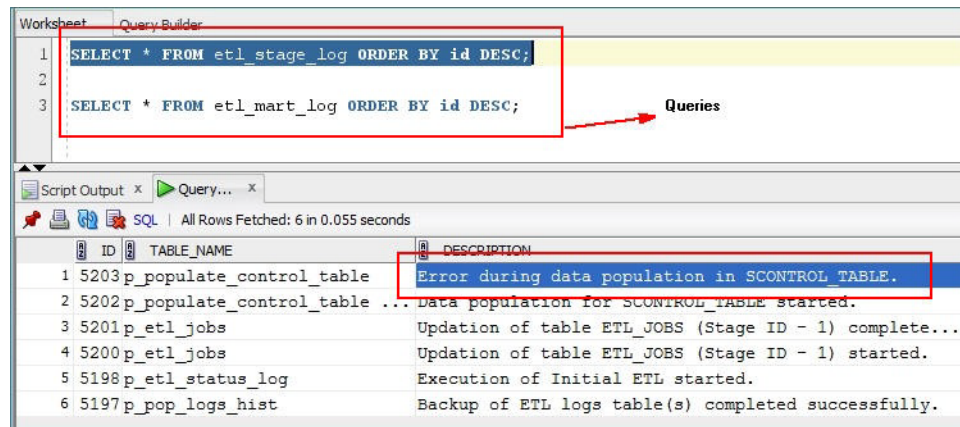 Worksheet Query Builder
1 SELECT * FROM etl_stage_log ORDER BY id DESC;
2
3 SELECT * FROM etl_mart_log ORDER BY id DESC;
Queries
Script Output x Query... x
SQL | All Rows Fetched: 6 in 0.055 seconds
ID TABLE_NAME DESCRIPTION
1 5203 p_populate_control_table Error during data population in SCONTROL_TABLE.
2 5202 p_populate_control_table ... Data population for SCONTROL_TABLE started.
3 5201 p_etl_jobs Updation of table ETL_JOBS (Stage ID - 1) complete...
4 5200 p_etl_jobs Updation of table ETL_JOBS (Stage ID - 1) started.
5 5198 p_etl_status_log Execution of Initial ETL started.
6 5197 p_pop_logs_hist Backup of ETL logs table(s) completed successfully.